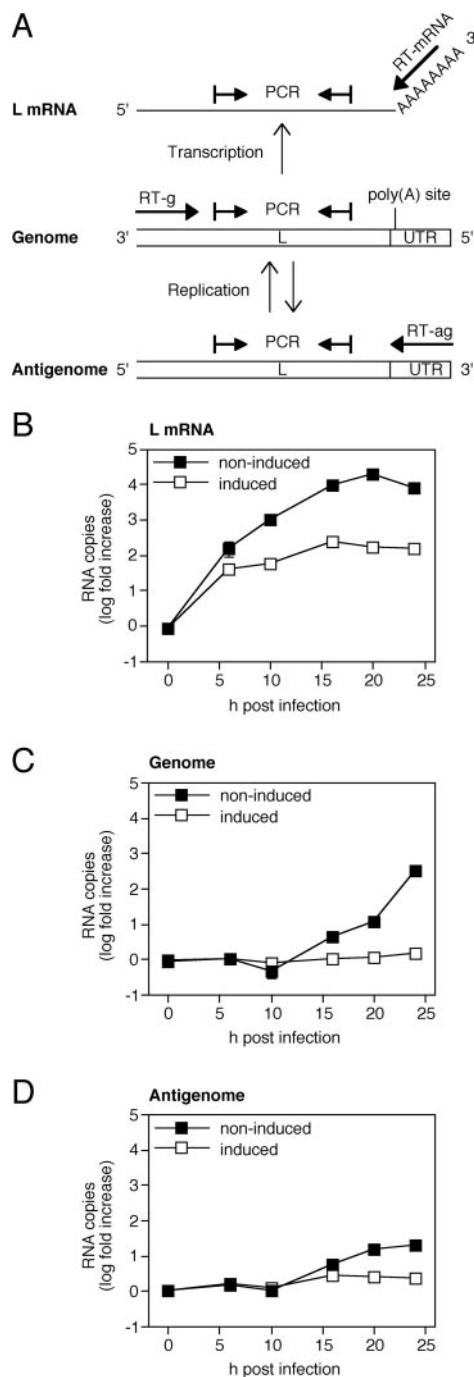 A
RT-mRNA
3'
AAAAAAAA
PCR
L mRNA 5'
Transcription
RT-g
PCR
poly(A) site
Genome 3' L UTR 5'
Replication
PCR
RT-ag
Antigenome 5' L UTR 3'
B
L mRNA
non-induced
induced
RNA copies
(log fold increase)
5
4
3
2
1
0
-1
0 5 10 15 20 25
h post infection
C
Genome
non-induced
induced
RNA copies
(log fold increase)
5
4
3
2
1
0
-1
0 5 10 15 20 25
h post infection
D
Antigenome
non-induced
induced
RNA copies
(log fold increase)
5
4
3
2
1
0
-1
0 5 10 15 20 25
h post infection